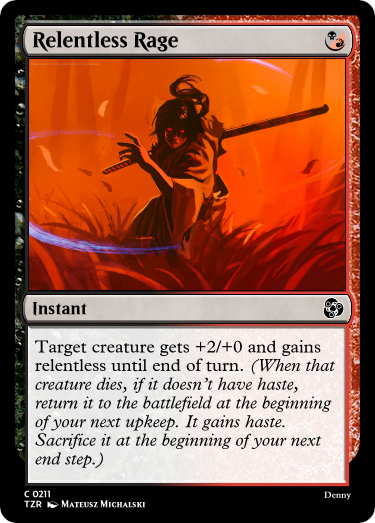 Relentless Rage
Instant
Target creature gets +2/+0 and gains
relentless until end of turn. (When that
creature dies, if it doesn't have haste,
return it to the battlefield at the beginning
of your next upkeep. It gains haste.
Sacrifice it at the beginning of your next
end step.)
C 0211
Denny
TZR Mateusz Michalski